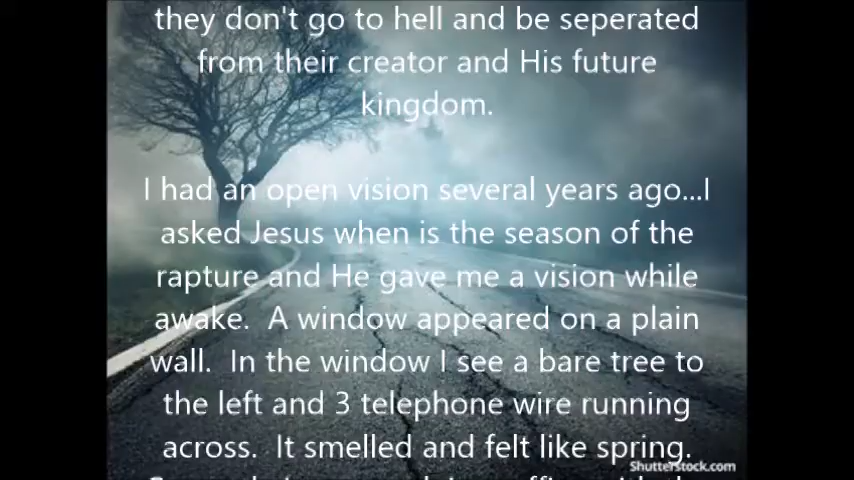 they don't go to hell and be seperated
from their creator and His future
kingdom.
I had an open vision several years ago...I
asked Jesus when is the season of the
rapture and He gave me a vision while
awake.  A window appeared on a plain
wall.  In the window I see a bare tree to
the left and 3 telephone wire running
across.  It smelled and felt like spring.
Shutterstock.com